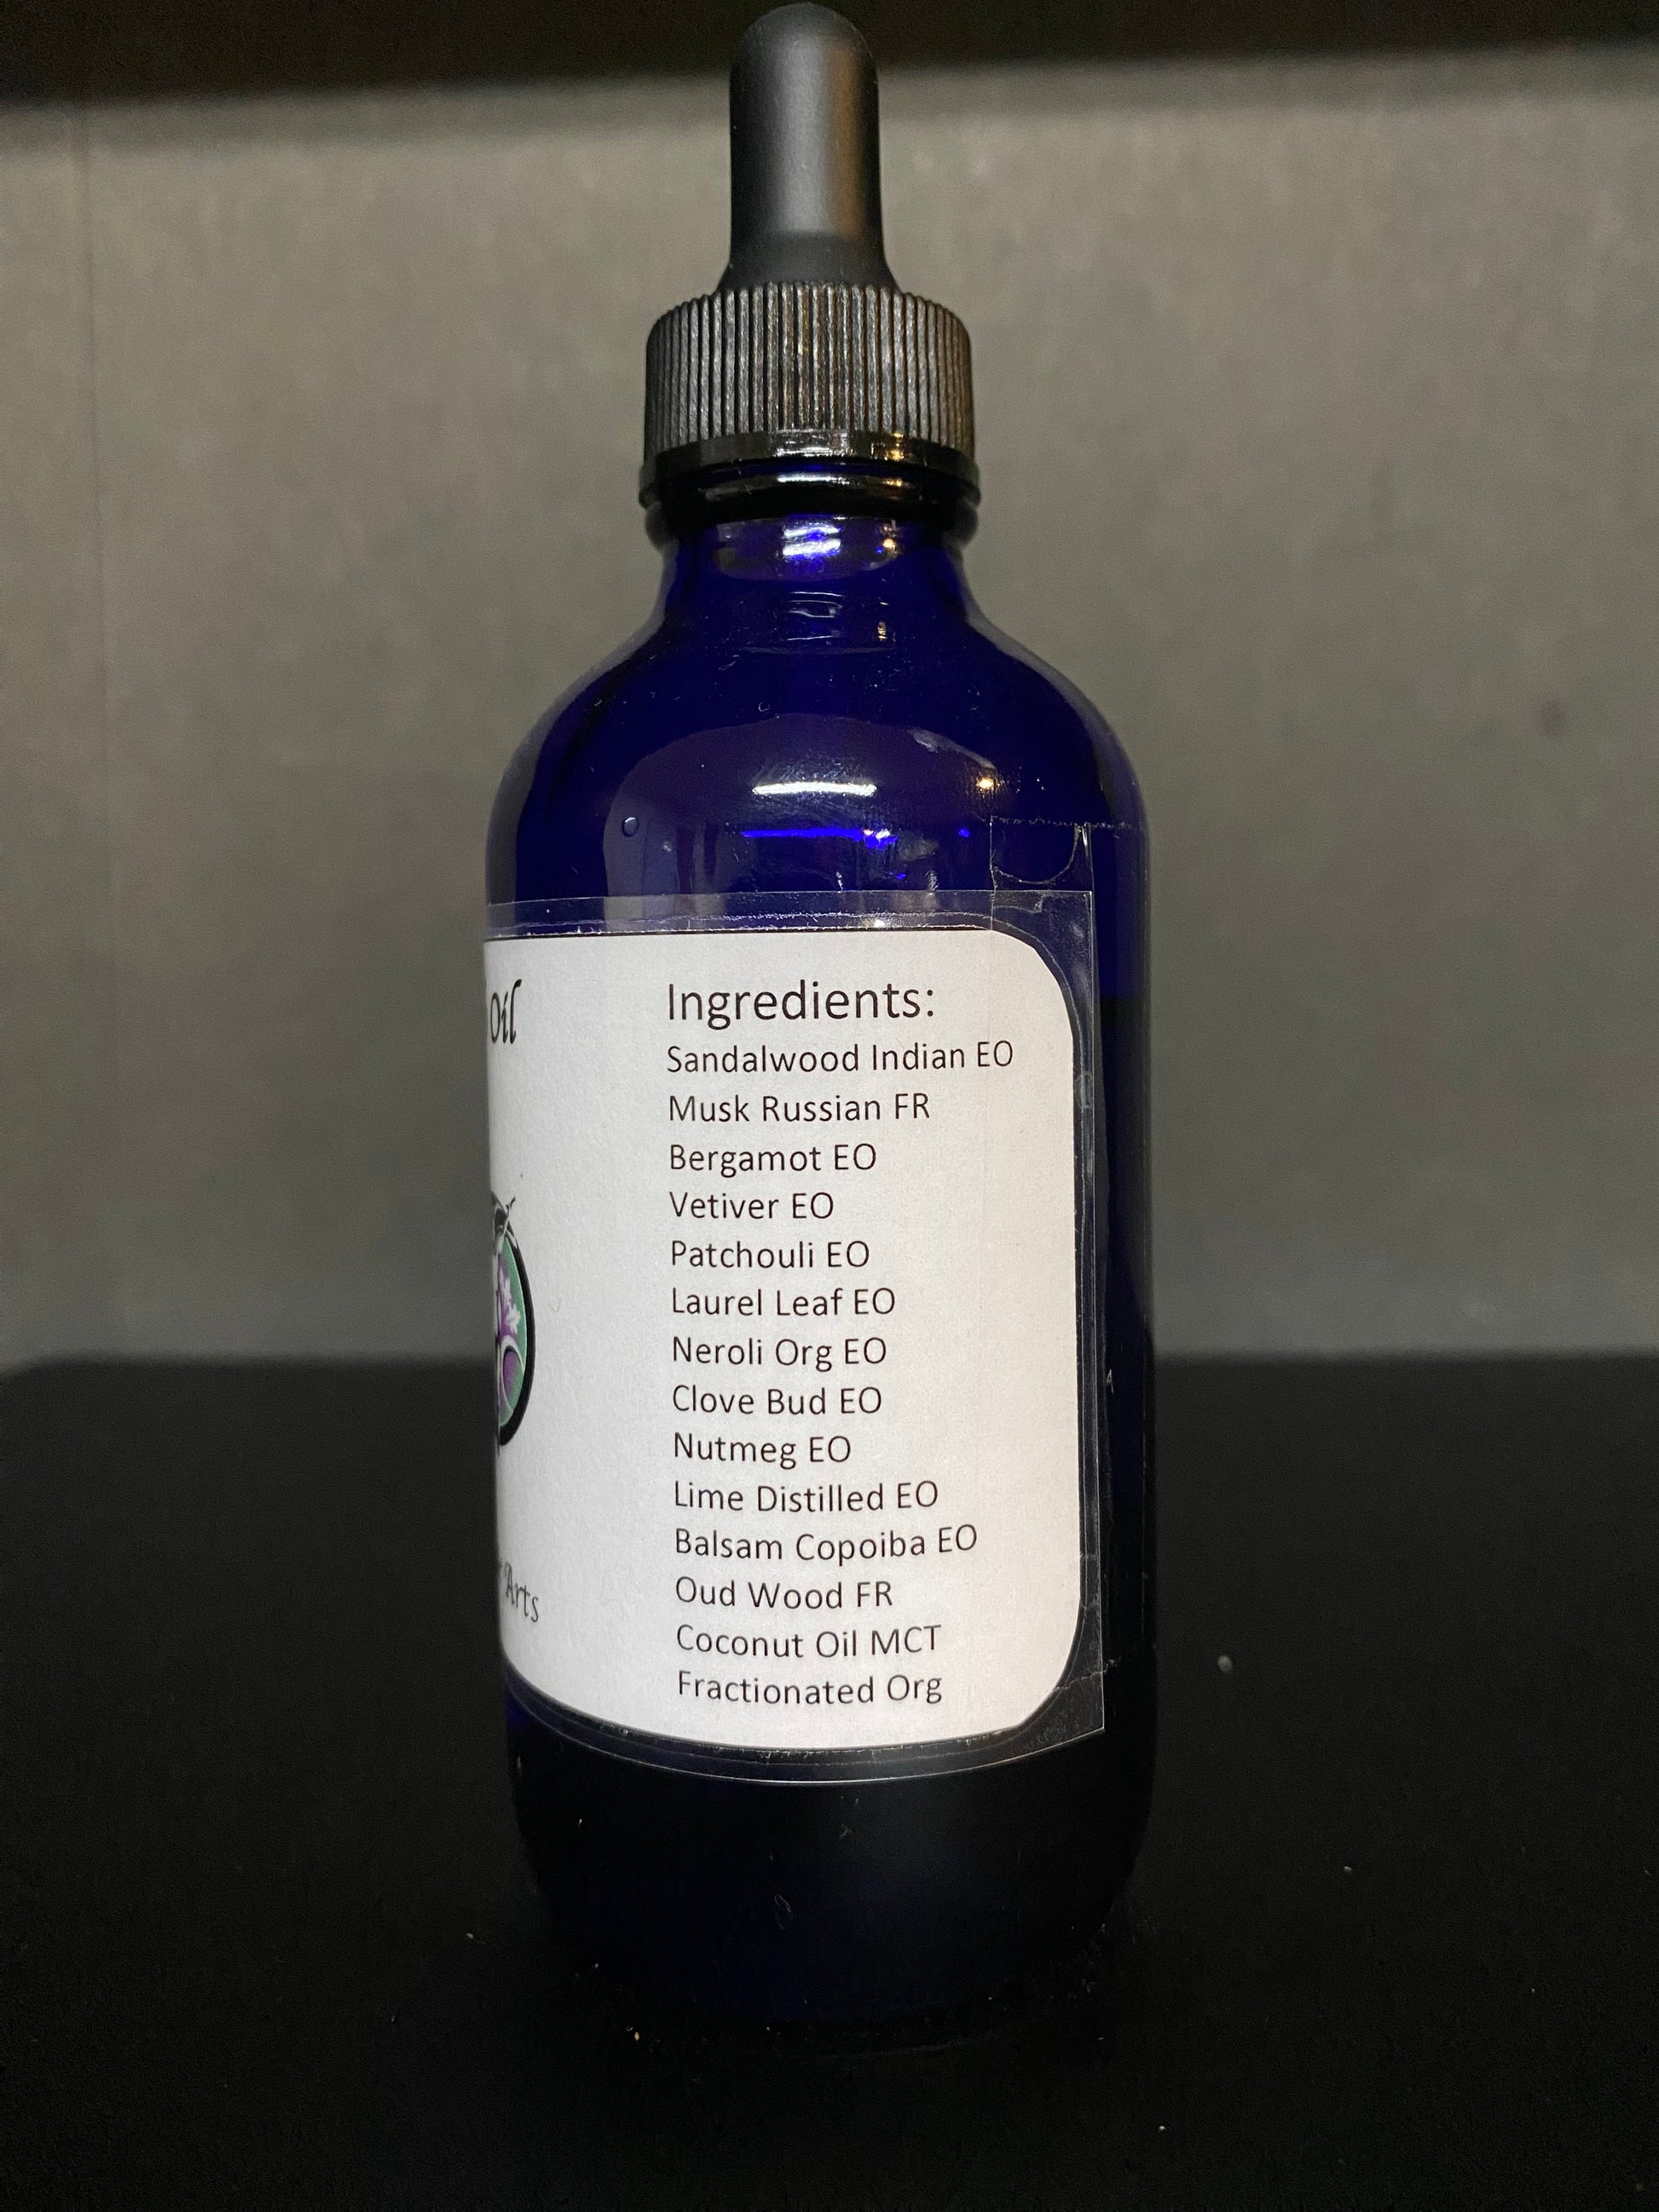 Oil
Arts
Ingredients:
Sandalwood Indian EO
Musk Russian FR
Bergamot EO
Vetiver EO
Patchouli EO
Laurel Leaf EO
Neroli Org EO
Clove Bud EO
Nutmeg EO
Lime Distilled EO
Balsam Copoiba EO
Oud Wood FR
Coconut Oil MCT
Fractionated Org